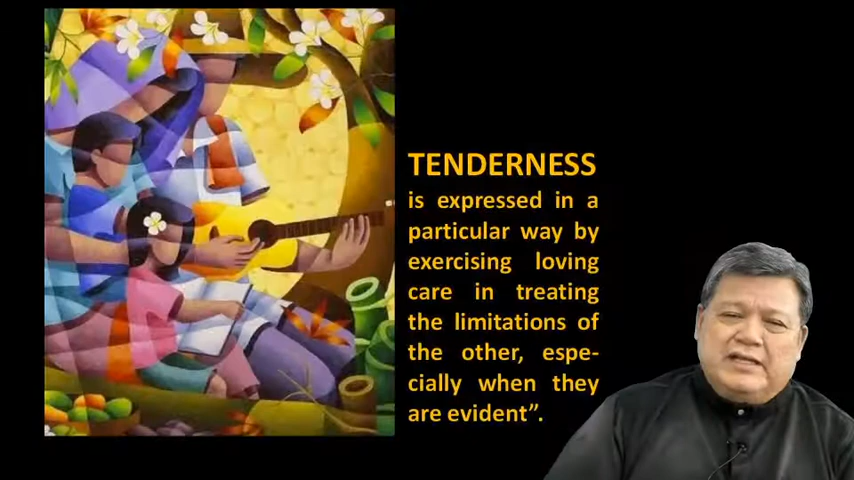 TENDERNESS
is expressed in a
particular way by
exercising loving
care in treating
the limitations of
the other, espe-
cially when they
are evident”.